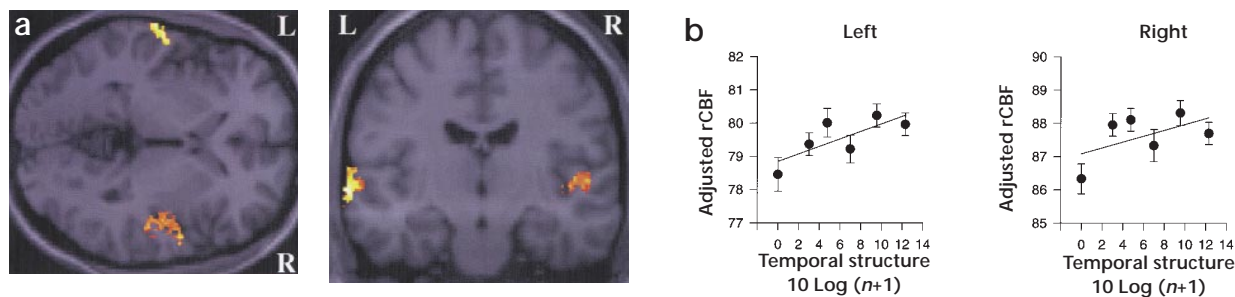 a
L
R
L
R
b
Left
Adjusted rCBF
82
81
80
79
78
77
0 2 4 6 8 10 12 14
Temporal structure
10 Log (n+1)
Right
Adjusted rCBF
90
89
88
87
86
85
0 2 4 6 8 10 12 14
Temporal structure
10 Log (n+1)